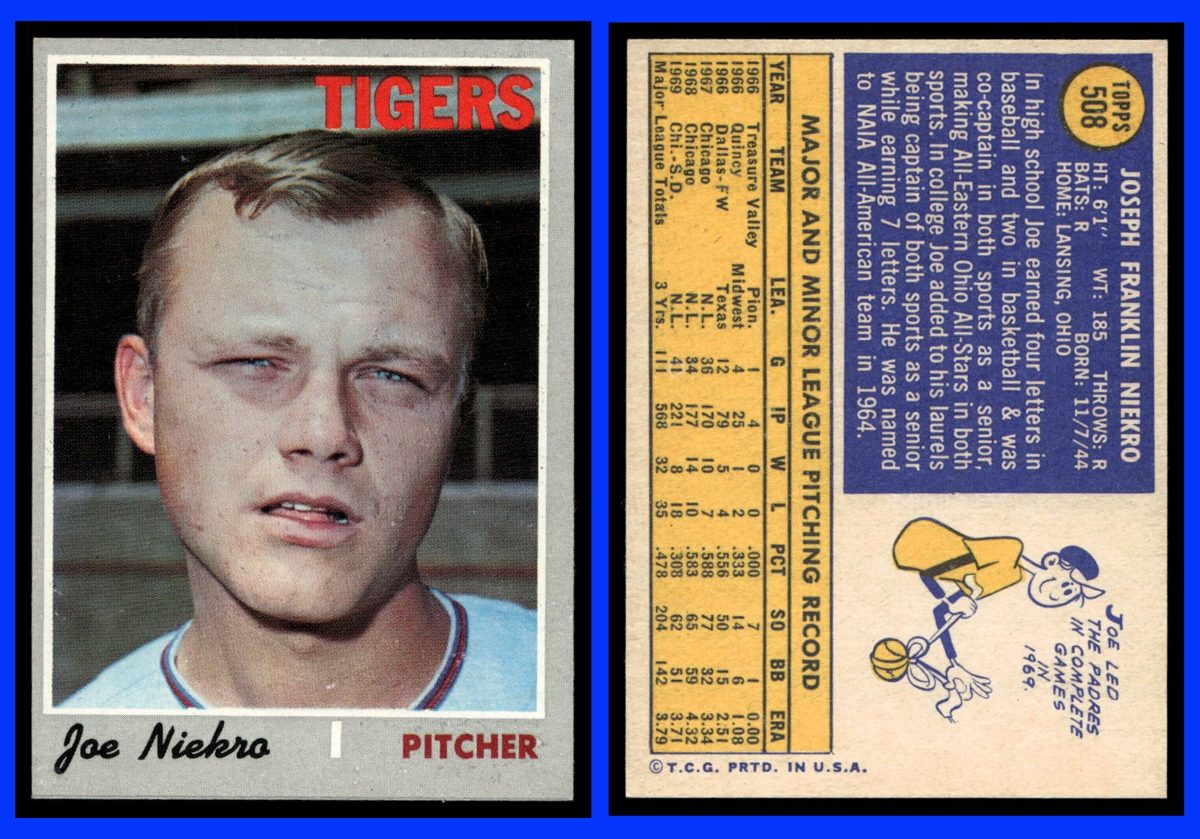 TIGERS
Joe Niekro
PITCHER
TOPPS
508
JOSEPH FRANKLIN NIEKRO
HT: 6'1" WT: 185 THROWS: R
BATS: R BORN: 11/7/44
HOME: LANSING, OHIO
In high school Joe earned four letters in
baseball and two in basketball & was
co-captain in both sports as a senior,
making All-Eastern Ohio All-Stars in both
sports. In college Joe added to his laurels
being captain of both sports as a senior
while earning 7 letters. He was named
to NAIA All-American team in 1964.
JOE LED
THE PADRES
IN COMPLETE
GAMES
IN
1969.
MAJOR AND MINOR LEAGUE PITCHING RECORD
YEAR TEAM LEA. G IP W L PCT SO BB ERA
1966 Treasure Valley Pion. 1 4 0 0 .000 7 1 0.00
1966 Quincy Midwest 4 25 1 2 .333 14 6 1.08
1966 Dallas-FW Texas 12 79 5 4 .556 50 15 2.51
1967 Chicago N.L. 36 170 10 7 .588 77 32 3.34
1968 Chicago N.L. 34 177 14 10 .583 65 59 4.32
1969 Chi.-S.D. N.L. 41 221 8 18 .308 62 51 3.71
Major League Totals 3 Yrs. 111 568 32 35 .478 204 142 3.79
© T.C.G. PRTD. IN U.S.A.